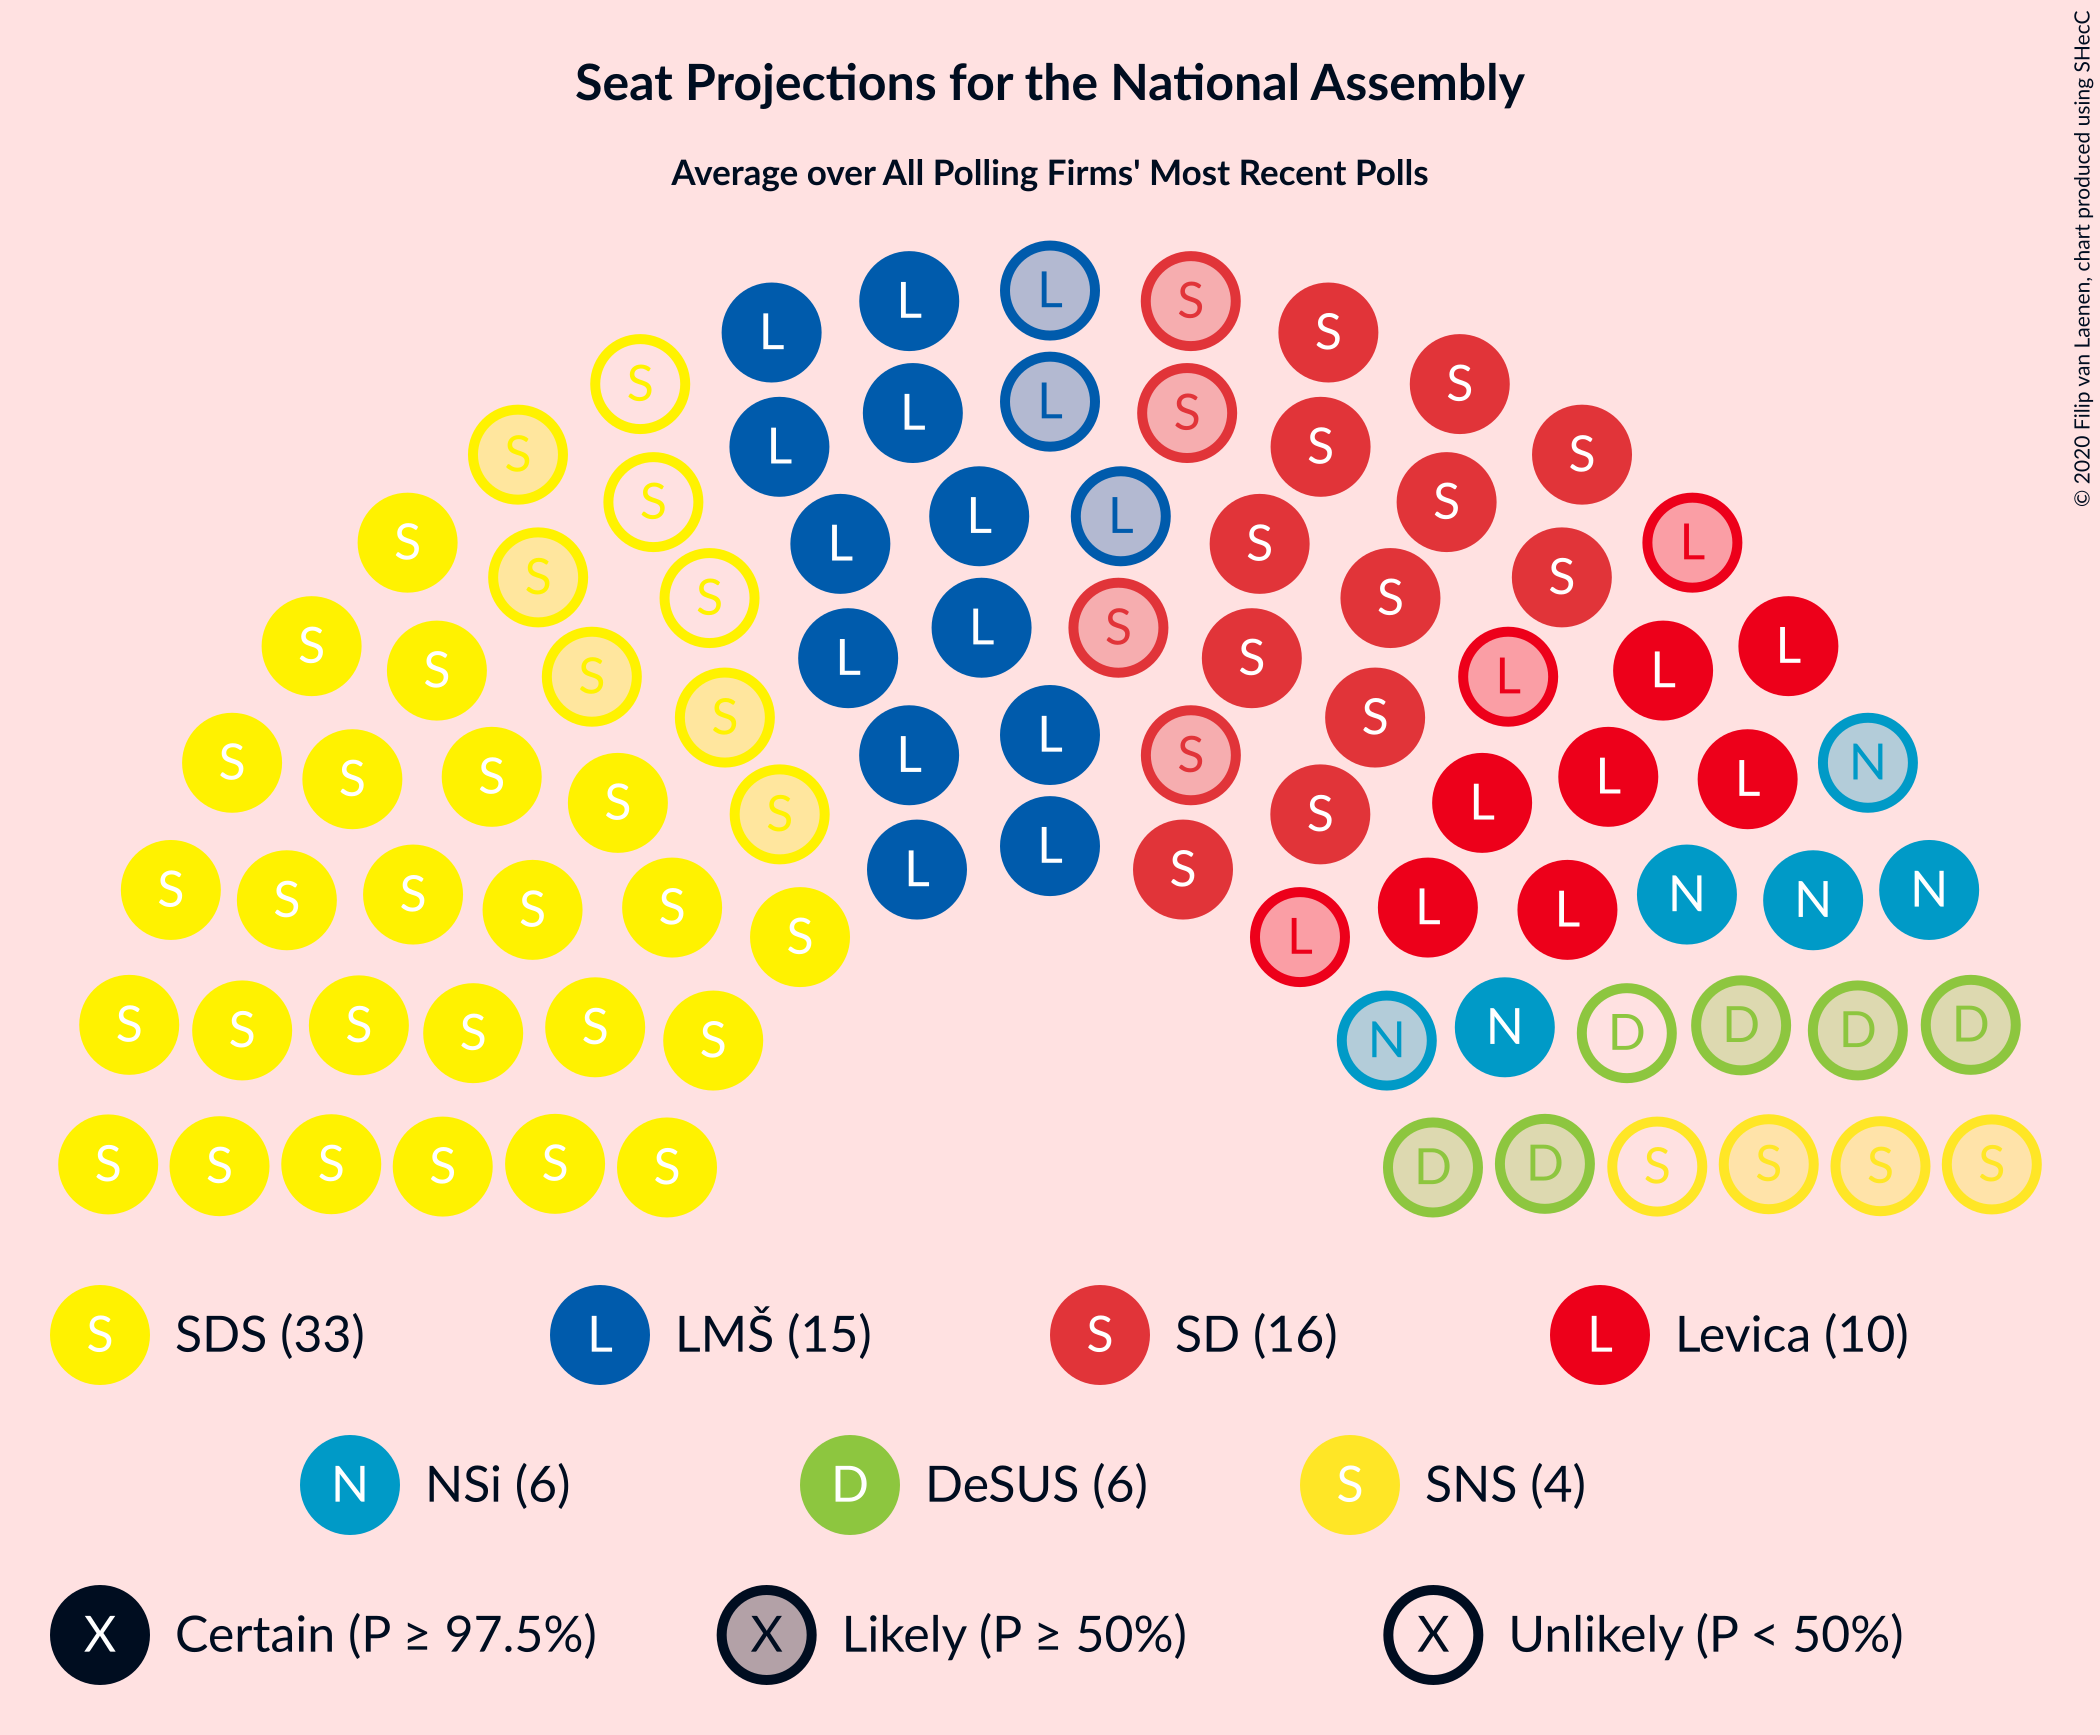 Seat Projections for the National Assembly
Average over All Polling Firms' Most Recent Polls
© 2020 Filip van Laenen, chart produced using SHecC
L L L S S
S L L L S S S
S S L L L S S S
S S S L L L S S S L
S S S L L S S S L L
S S S S L L S S L L L
S S S S S L L S S L L L N
S S S S S S L L S L L L N N N
S S S S S S N N D D D D
S S S S S S D D S S S S
S SDS (33) L LMŠ (15) S SD (16) L Levica (10)
N NSi (6) D DeSUS (6) S SNS (4)
X Certain (P ≥ 97.5%) X Likely (P ≥ 50%) X Unlikely (P < 50%)